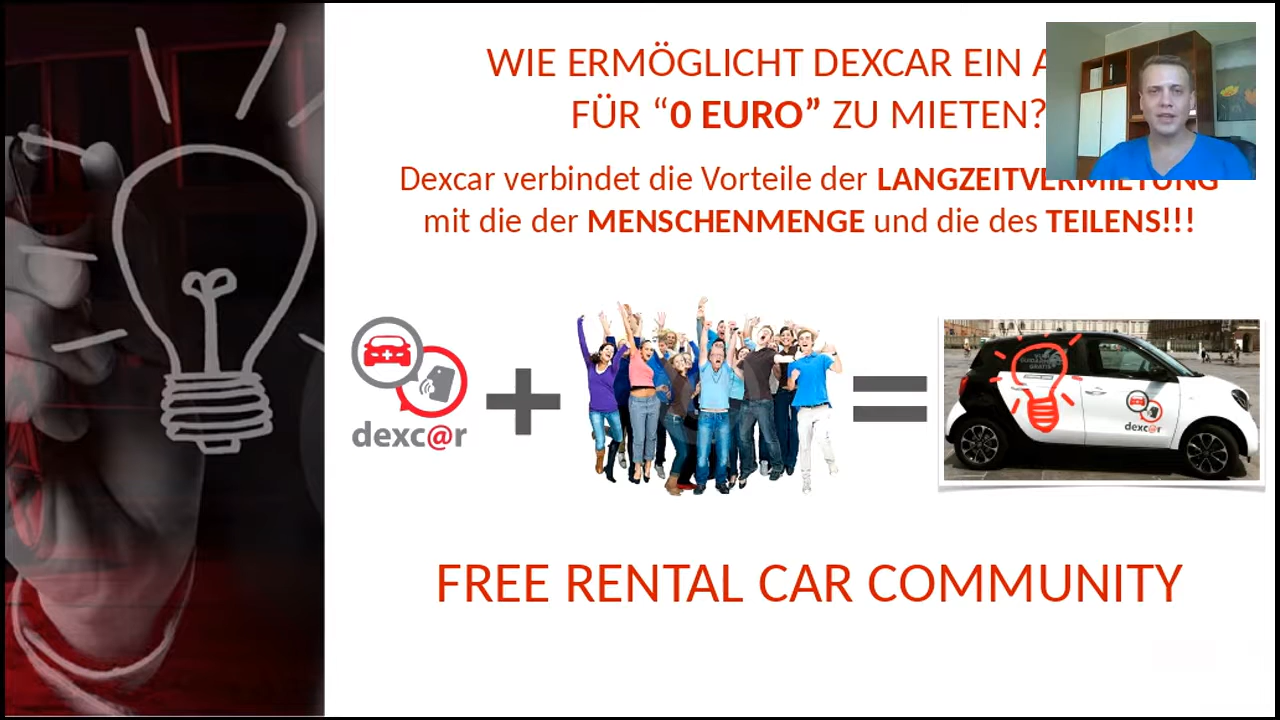 WIE ERMÖGLICHT DEXCAR EIN
FÜR “0 EURO” ZU MIETEN?
Dexcar verbindet die Vorteile der LANGZEITVERMIETUNG
mit die der MENSCHENMENGE und die des TEILENS!!!
dexc@r
dexc@r
FREE RENTAL CAR COMMUNITY